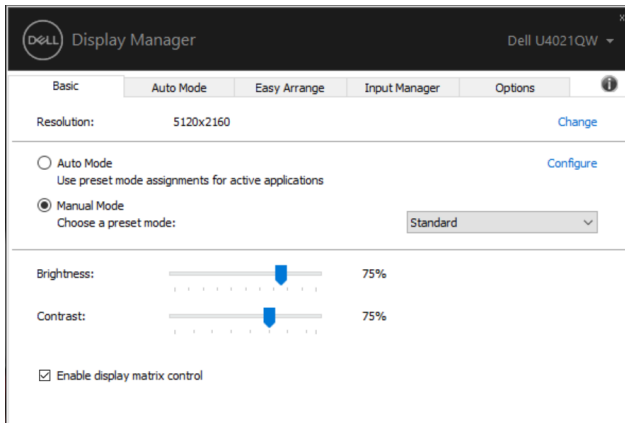 DELL Display Manager Dell U4021QW
Basic Auto Mode Easy Arrange Input Manager Options
Resolution: 5120x2160 Change
Auto Mode Configure
Use preset mode assignments for active applications
Manual Mode
Choose a preset mode: Standard
Brightness: 75%
Contrast: 75%
Enable display matrix control